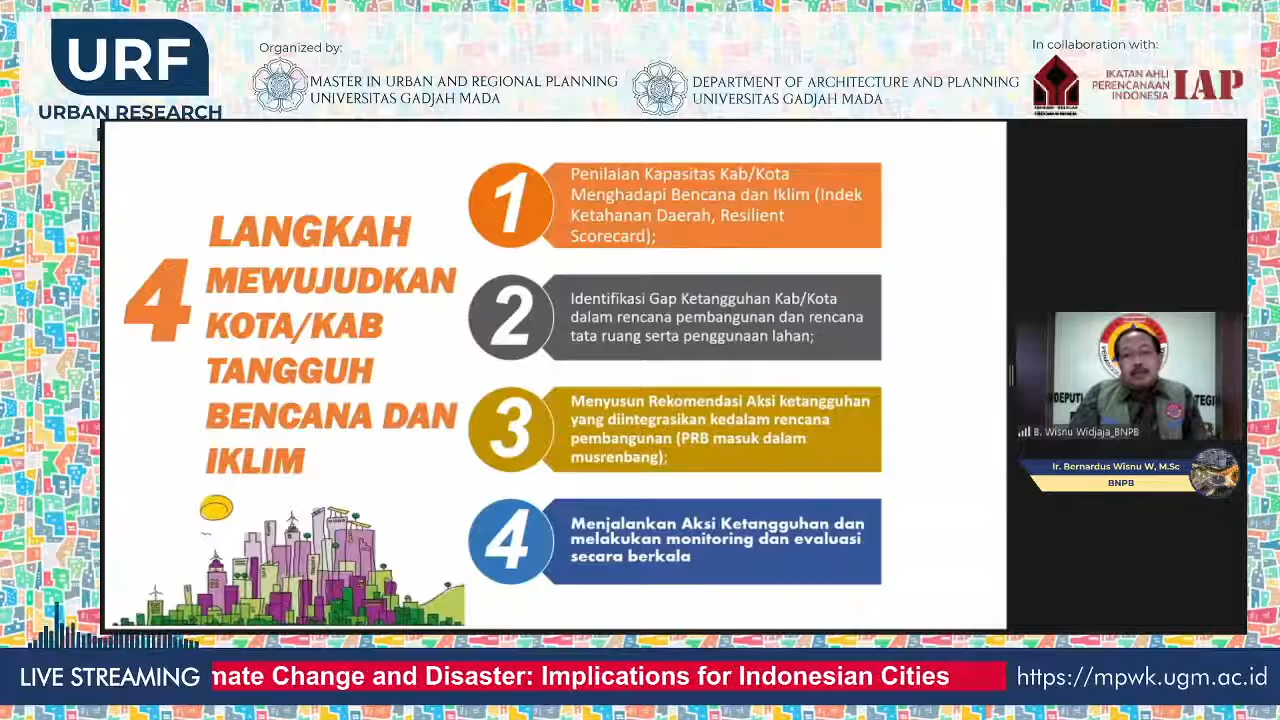 URF
URBAN RESEARCH
Organized by:
MASTER IN URBAN AND REGIONAL PLANNING
UNIVERSITAS GADJAH MADA
DEPARTMENT OF ARCHITECTURE AND PLANNING
UNIVERSITAS GADJAH MADA
In collaboration with:
IKATAN AHLI
PERENCANAAN
INDONESIA
IAP
4
LANGKAH
MEWUJUDKAN
KOTA/KAB
TANGGUH
BENCANA DAN
IKLIM
1
Penilaian Kapasitas Kab/Kota
Menghadapi Bencana dan Iklim (Indek
Ketahanan Daerah, Resilient
Scorecard);
2
Identifikasi Gap Ketangguhan Kab/Kota
dalam rencana pembangunan dan rencana
tata ruang serta penggunaan lahan;
3
Menyusun Rekomendasi Aksi ketangguhan
yang diintegrasikan kedalam rencana
pembangunan (PRB masuk dalam
musrenbang);
4
Menjalankan Aksi Ketangguhan dan
melakukan monitoring dan evaluasi
secara berkala
B. Wisnu Widjaja_BNPB
Ir. Bernardus Wisnu W, M.Sc
BNPB
LIVE STREAMING
mate Change and Disaster: Implications for Indonesian Cities
https://mpwk.ugm.ac.id